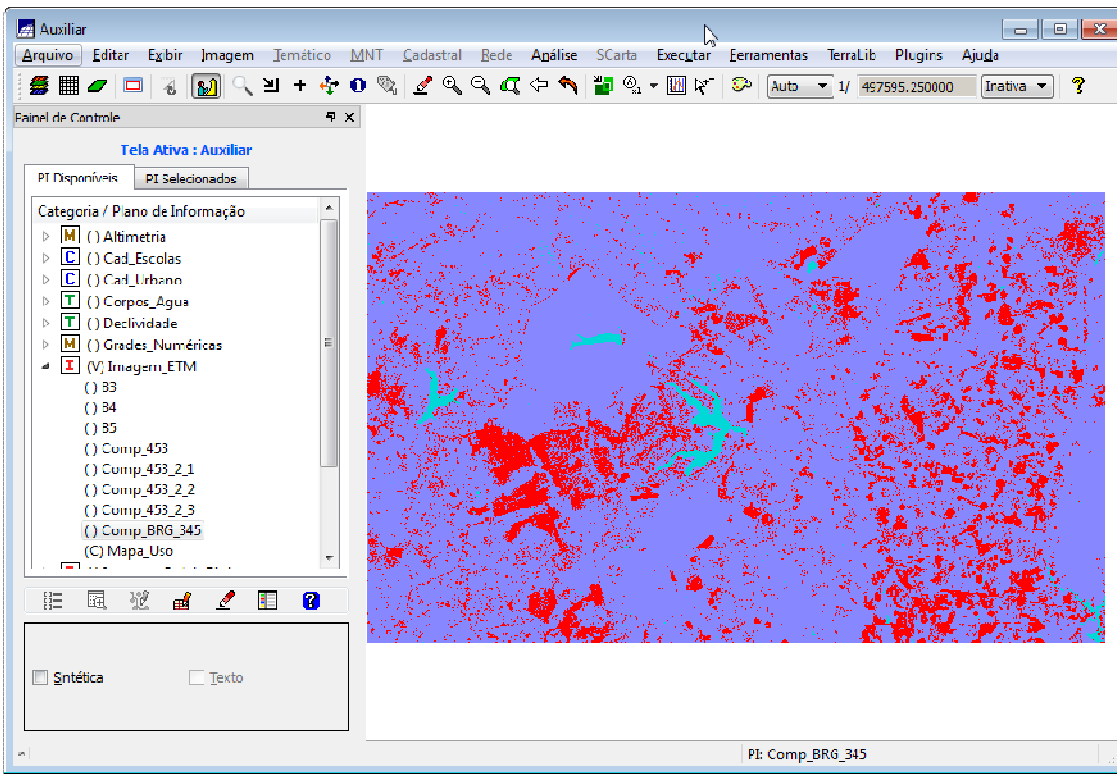 Auxiliar
Arquivo Editar Exibir Imagem Temático MNT Cadastral Rede Análise SCarta Executar Ferramentas TerraLib Plugins Ajuda
Auto 1/ 497595.250000 Inativa ?
Painel de Controle
Tela Ativa : Auxiliar
PI Disponíveis PI Selecionados
Categoria / Plano de Informação
M ( ) Altimetria
C ( ) Cad_Escolas
C ( ) Cad_Urbano
T ( ) Corpos_Agua
T ( ) Declividade
M ( ) Grades_Numéricas
I (V) Imagem_ETM
( ) B3
( ) B4
( ) B5
( ) Comp_453
( ) Comp_453_2_1
( ) Comp_453_2_2
( ) Comp_453_2_3
( ) Comp_BRG_345
(C) Mapa_Uso
Sintética Texto
PI: Comp_BRG_345